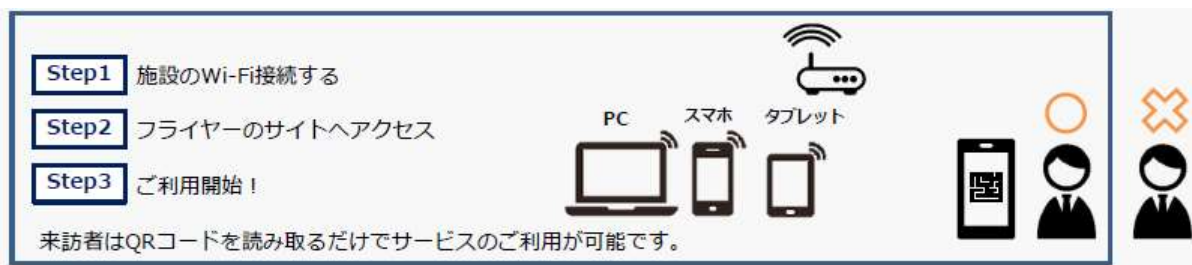 Step1 施設のWi-Fi接続する
Step2 フライヤーのサイトへアクセス
Step3 ご利用開始！
PC スマホ タブレット
来訪者はQRコードを読み取るだけでサービスのご利用が可能です。